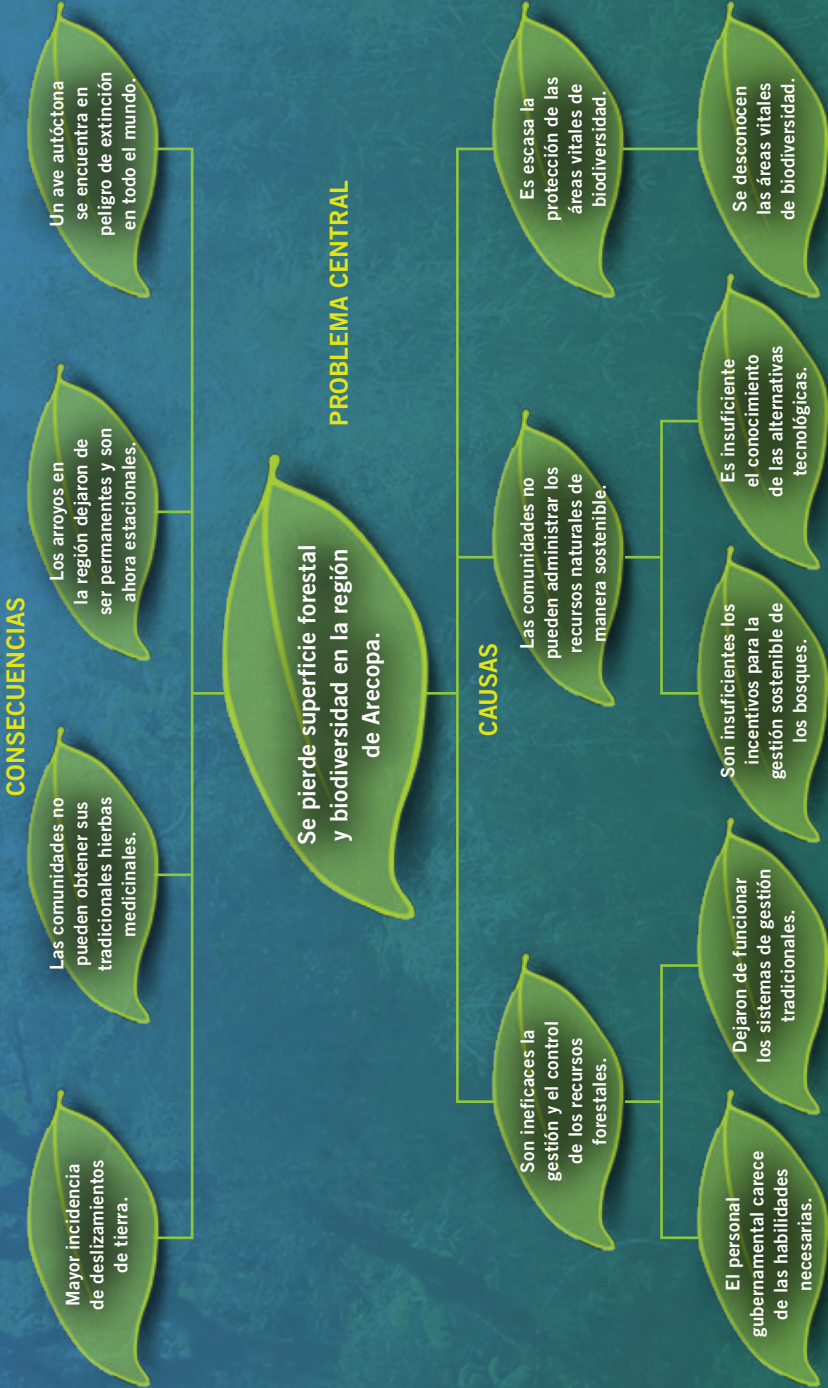 CONSECUENCIAS
Mayor incidencia
de deslizamientos
de tierra.
Las comunidades no
pueden obtener sus
tradicionales hierbas
medicinales.
Los arroyos en
la región dejaron de
ser permanentes y son
ahora estacionales.
Un ave autóctona
se encuentra en
peligro de extinción
en todo el mundo.
PROBLEMA CENTRAL
Se pierde superficie forestal
y biodiversidad en la región
de Arecopa.
CAUSAS
Son ineficaces la
gestión y el control
de los recursos
forestales.
Las comunidades no
pueden administrar los
recursos naturales de
manera sostenible.
Es escasa la
protección de las
áreas vitales de
biodiversidad.
El personal
gubernamental carece
de las habilidades
necesarias.
Dejaron de funcionar
los sistemas de gestión
tradicionales.
Son insuficientes los
incentivos para la
gestión sostenible de
los bosques.
Es insuficiente
el conocimiento
de las alternativas
tecnológicas.
Se desconocen
las áreas vitales
de biodiversidad.